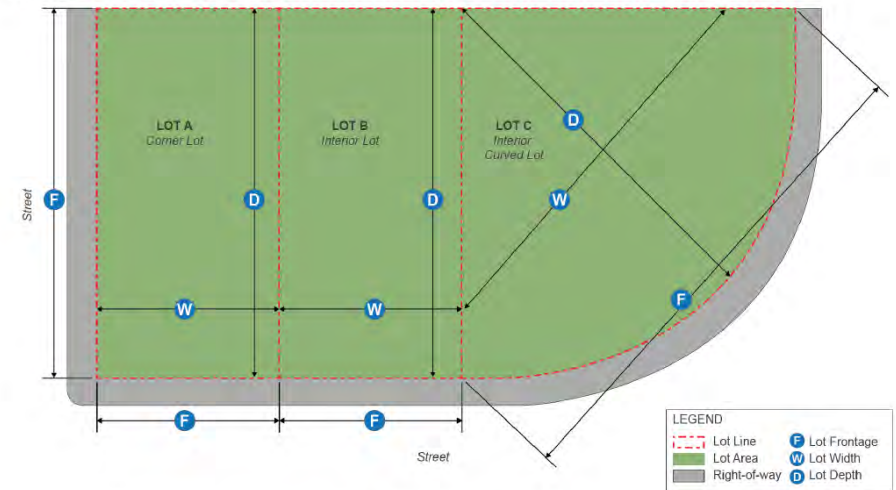 LOT A
Corner Lot
LOT B
Interior Lot
LOT C
Interior
Curved Lot
D
F
Street
D
D
W
F
W
W
F
F
Street
LEGEND
Lot Line
F Lot Frontage
Lot Area
W Lot Width
Right-of-way
D Lot Depth